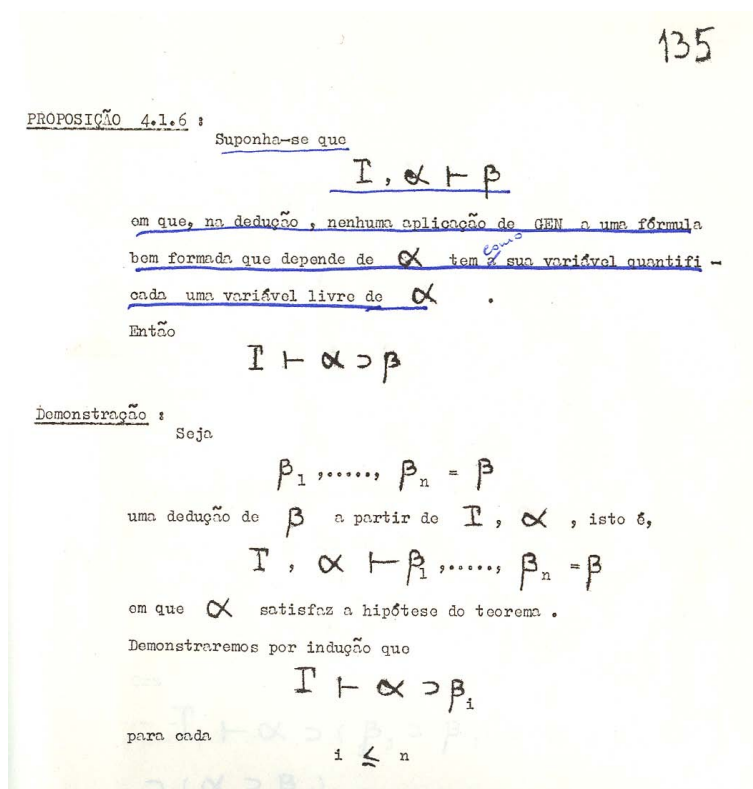 135
PROPOSIÇÃO 4.1.6 :
Suponha-se que
Γ , α ⊢ β
em que, na dedução , nenhuma aplicação de GEN a uma fórmula
como
bem formada que depende de α tem a sua variável quantifi -
cada uma variável livre de α .
Então
Γ ⊢ α ⊃ β
Demonstração :
Seja
β1 ,......, βn = β
uma dedução de β a partir de Γ , α , isto é,
Γ , α ⊢ β1 ,......, βn = β
em que α satisfaz a hipótese do teorema .
Demonstraremos por indução que
Γ ⊢ α ⊃ βi
para cada
i ≤ n